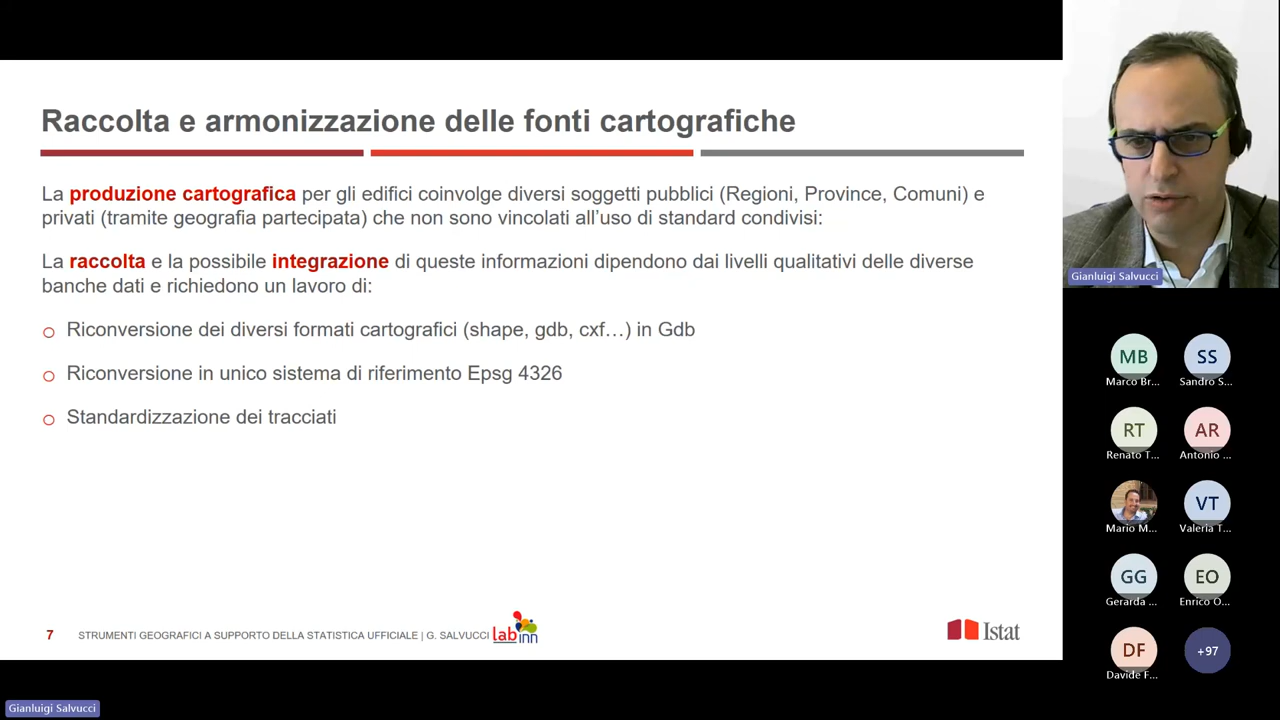 Raccolta e armonizzazione delle fonti cartografiche
La produzione cartografica per gli edifici coinvolge diversi soggetti pubblici (Regioni, Province, Comuni) e
privati (tramite geografia partecipata) che non sono vincolati all'uso di standard condivisi:
La raccolta e la possibile integrazione di queste informazioni dipendono dai livelli qualitativi delle diverse
banche dati e richiedono un lavoro di:
Riconversione dei diversi formati cartografici (shape, gdb, cxf…) in Gdb
Riconversione in unico sistema di riferimento Epsg 4326
Standardizzazione dei tracciati
7
STRUMENTI GEOGRAFICI A SUPPORTO DELLA STATISTICA UFFICIALE | G. SALVUCCI
lab inn
Istat
Gianluigi Salvucci
MB
Marco Br...
SS
Sandro S...
RT
Renato T...
AR
Antonio ...
Mario M...
VT
Valeria T...
GG
Gerarda ...
EO
Enrico O...
DF
Davide F...
+97
Gianluigi Salvucci